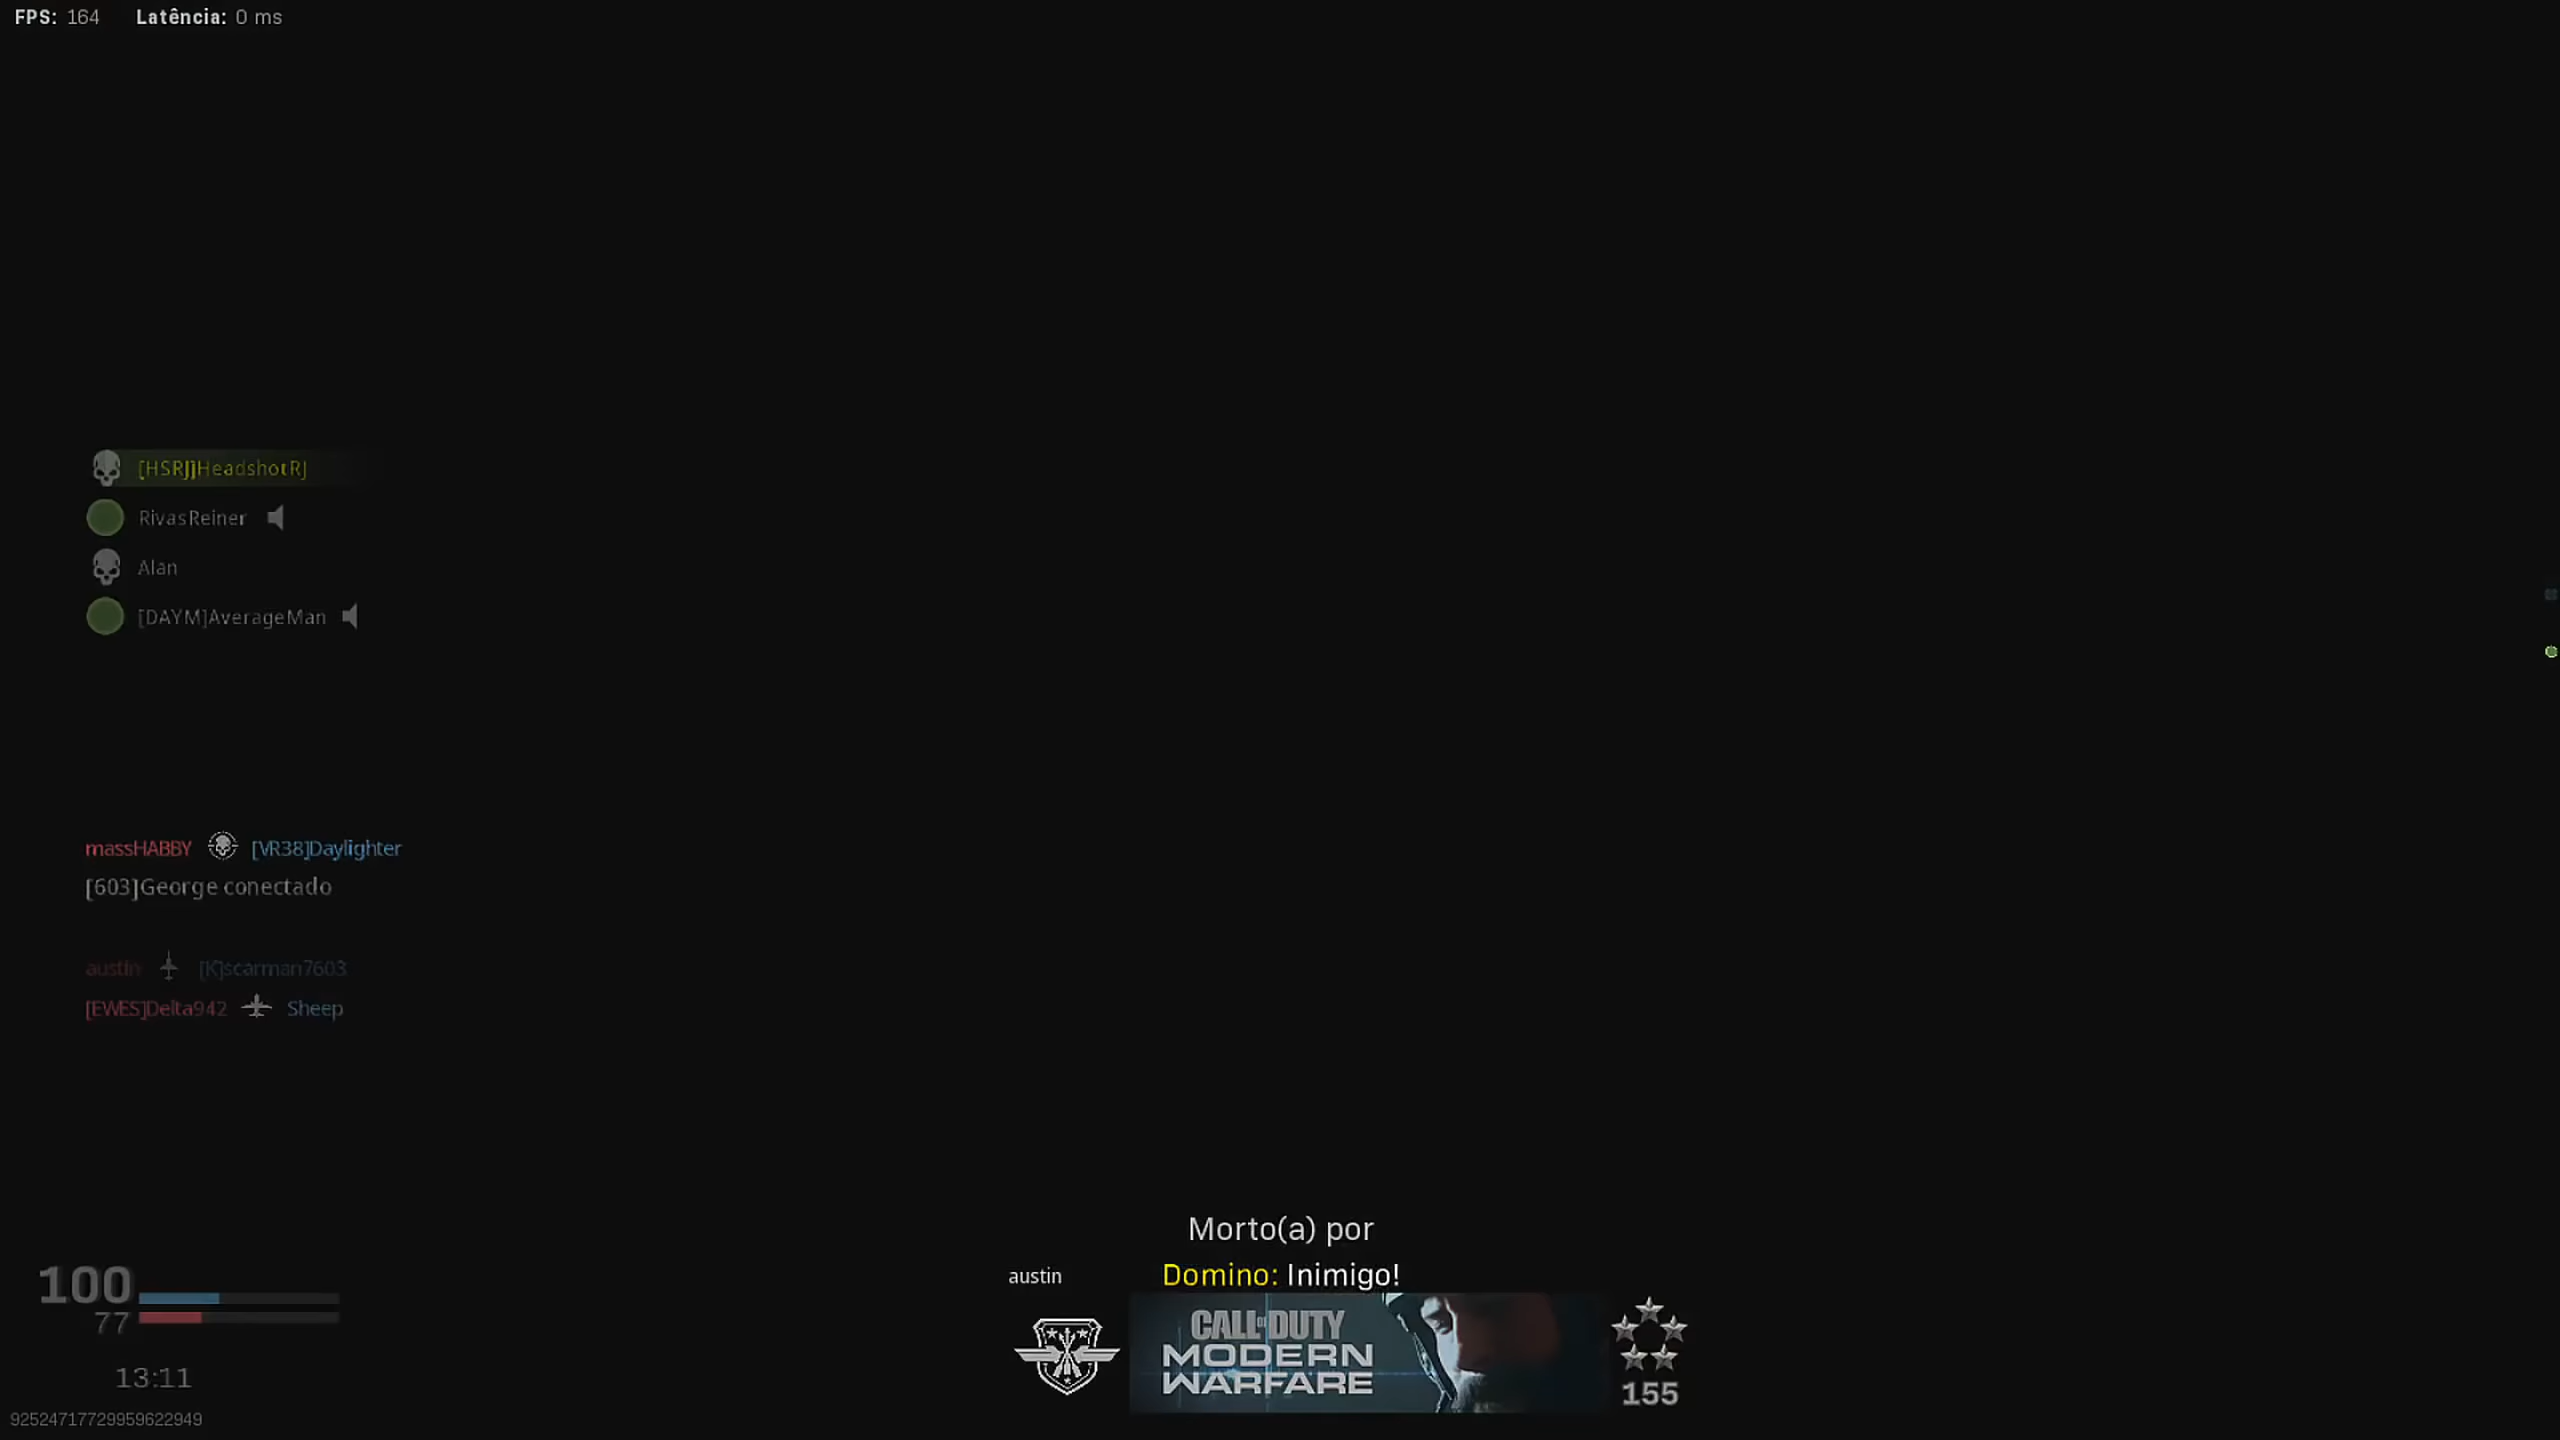 FPS: 164 Latência: 0 ms
[HSRJ]HeadshotRJ
RivasReiner
Alan
[DAYM]AverageMan
massHABBY [VR38]Daylighter
[603]George conectado
austin [K]scarman7603
[EWES]Delta942 Sheep
Morto(a) por
austin
Domino: Inimigo!
CALL OF DUTY
MODERN
WARFARE
155
100
77
13:11
92524717729959622949